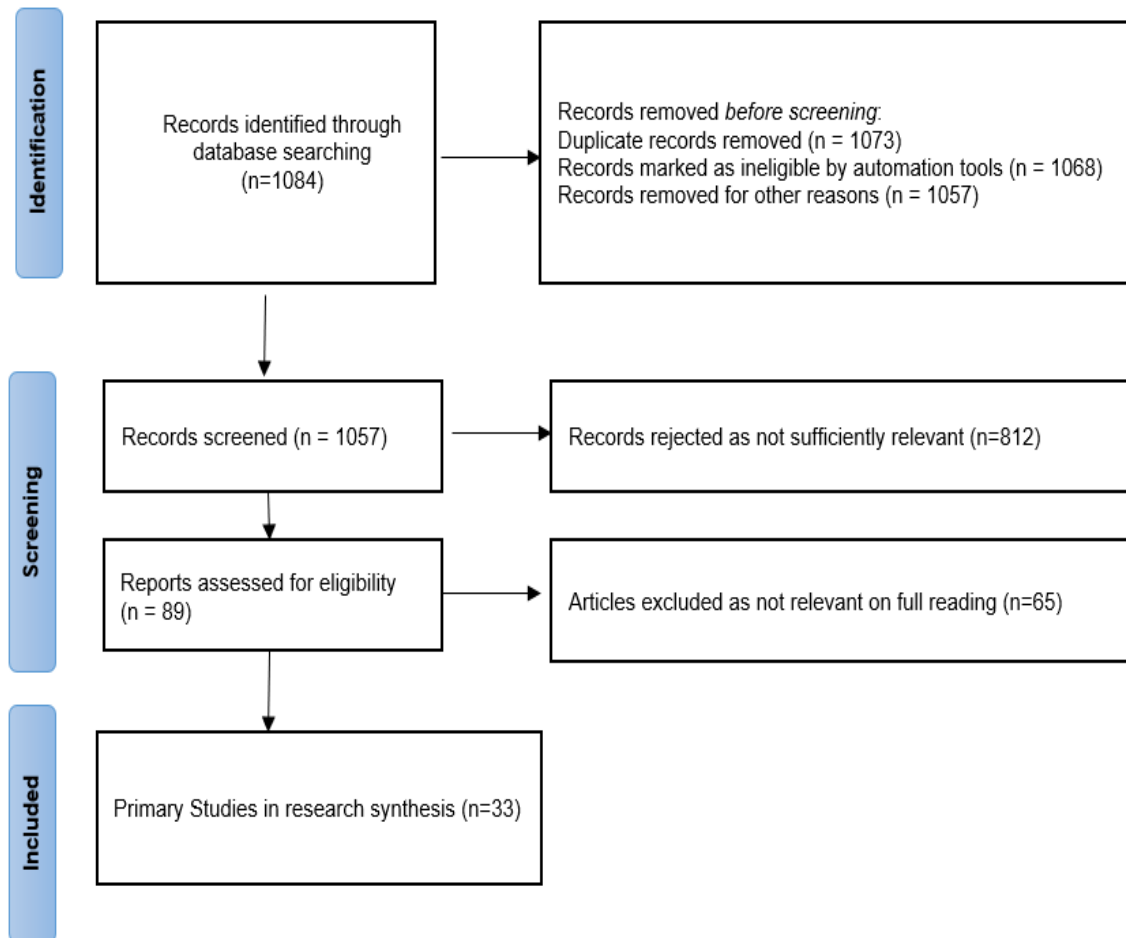 Identification
Records identified through
database searching
(n=1084)
Records removed before screening:
Duplicate records removed (n = 1073)
Records marked as ineligible by automation tools (n = 1068)
Records removed for other reasons (n = 1057)
Screening
Records screened (n = 1057)
Records rejected as not sufficiently relevant (n=812)
Reports assessed for eligibility
(n = 89)
Articles excluded as not relevant on full reading (n=65)
Included
Primary Studies in research synthesis (n=33)